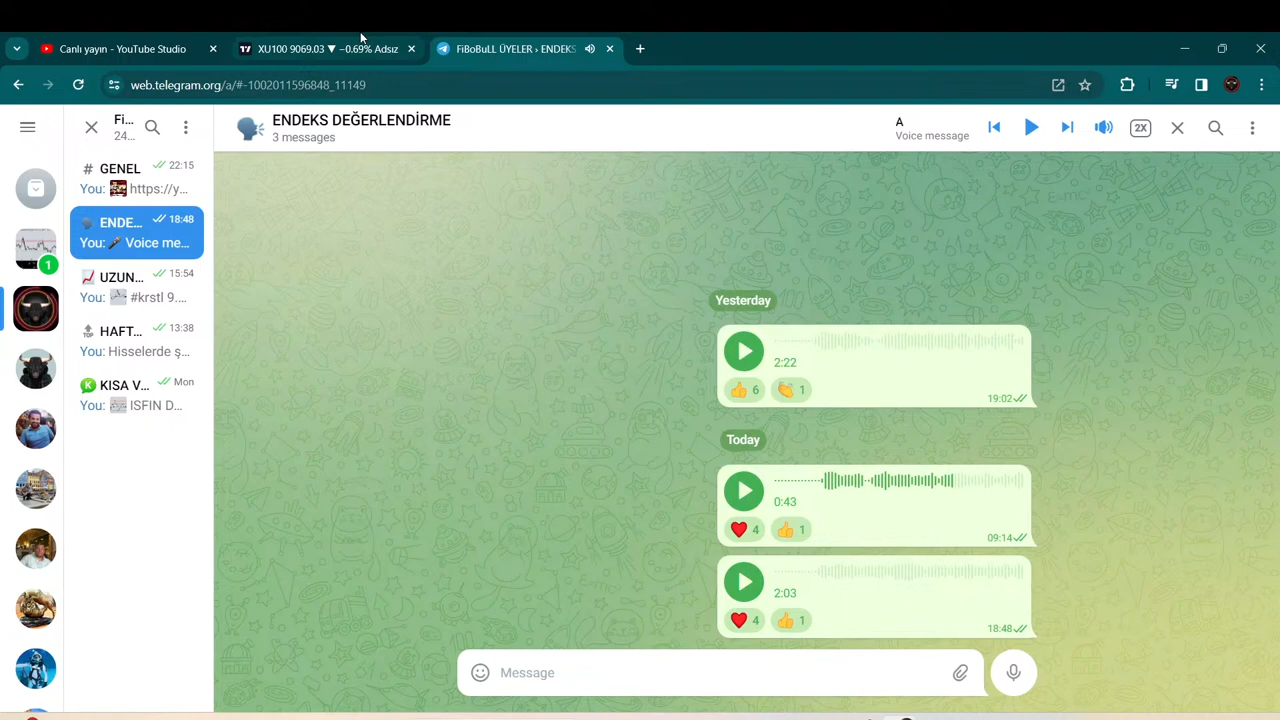 Canlı yayın - YouTube Studio
XU100 9069.03 ▼ −0.69% Adsız
FiBoBuLL ÜYELER › ENDEKS
web.telegram.org/a/#-1002011596848_11149
Fi...
24...
ENDEKS DEĞERLENDİRME
3 messages
A
Voice message
2X
# GENEL 22:15
You: https://y...
ENDE... 18:48
You: Voice me...
1
UZUN... 15:54
You: #krstl 9....
HAFT... 13:38
You: Hisselerde ş...
K KISA V... Mon
You: ISFIN D...
Yesterday
2:22
6 1
19:02
Today
0:43
4 1
09:14
2:03
4 1
18:48
Message